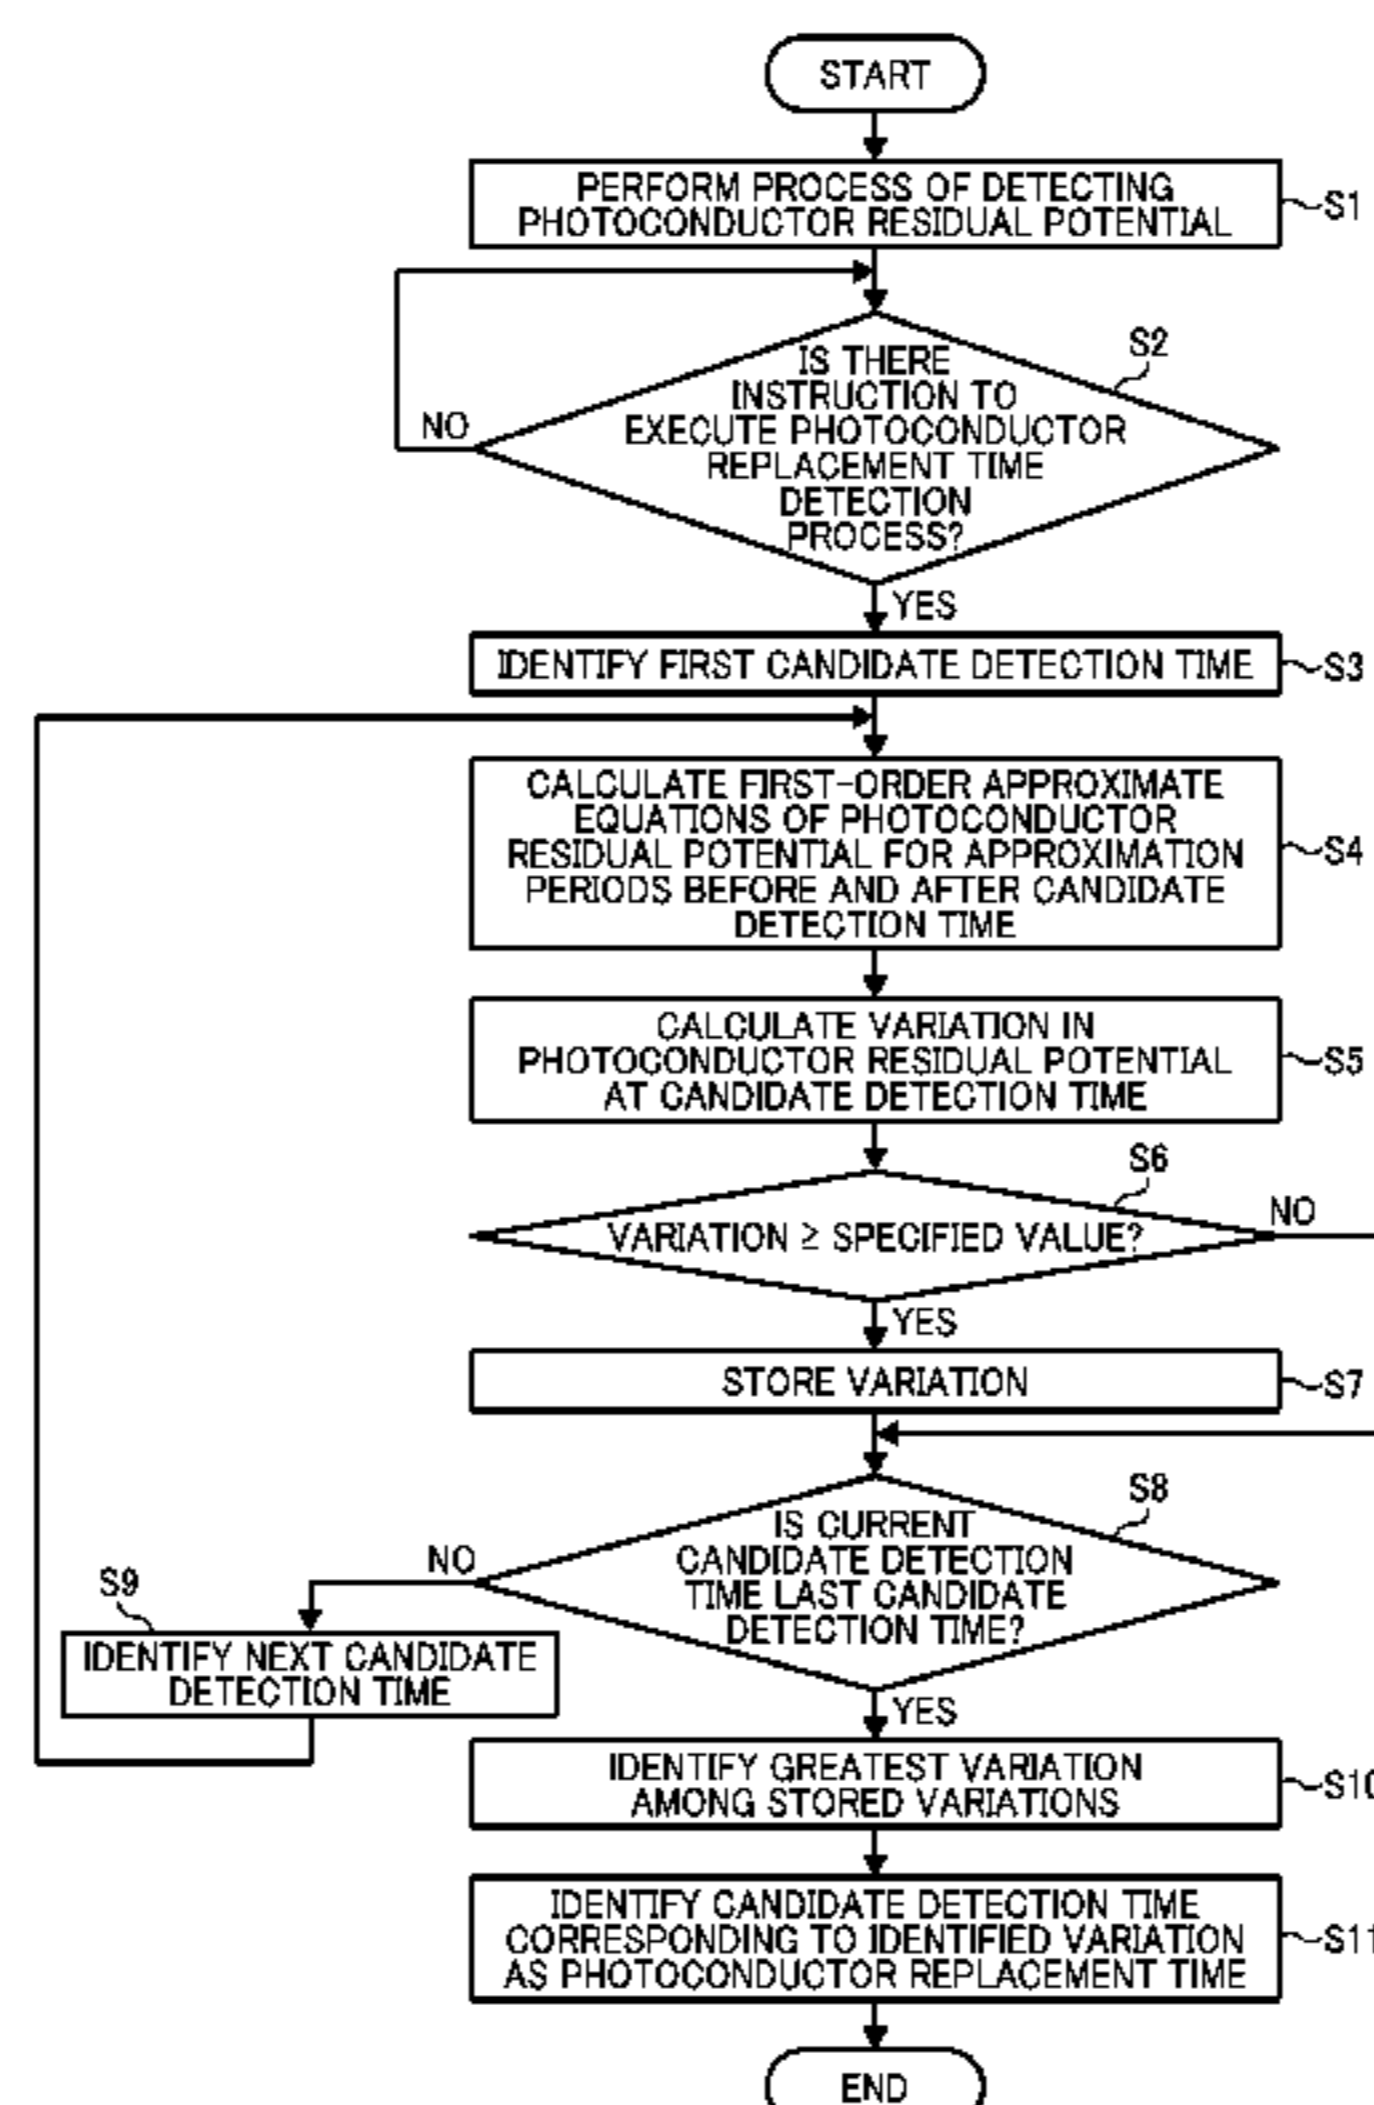 START
PERFORM PROCESS OF DETECTING
PHOTOCONDUCTOR RESIDUAL POTENTIAL
S1
S2
IS THERE
INSTRUCTION TO
EXECUTE PHOTOCONDUCTOR
REPLACEMENT TIME
DETECTION
PROCESS?
NO
YES
IDENTIFY FIRST CANDIDATE DETECTION TIME
S3
CALCULATE FIRST-ORDER APPROXIMATE
EQUATIONS OF PHOTOCONDUCTOR
RESIDUAL POTENTIAL FOR APPROXIMATION
PERIODS BEFORE AND AFTER CANDIDATE
DETECTION TIME
S4
CALCULATE VARIATION IN
PHOTOCONDUCTOR RESIDUAL POTENTIAL
AT CANDIDATE DETECTION TIME
S5
S6
VARIATION ≥ SPECIFIED VALUE?
NO
YES
STORE VARIATION
S7
S8
IS CURRENT
CANDIDATE DETECTION
TIME LAST CANDIDATE
DETECTION TIME?
NO
S9
IDENTIFY NEXT CANDIDATE
DETECTION TIME
YES
IDENTIFY GREATEST VARIATION
AMONG STORED VARIATIONS
S10
IDENTIFY CANDIDATE DETECTION TIME
CORRESPONDING TO IDENTIFIED VARIATION
AS PHOTOCONDUCTOR REPLACEMENT TIME
S11
END